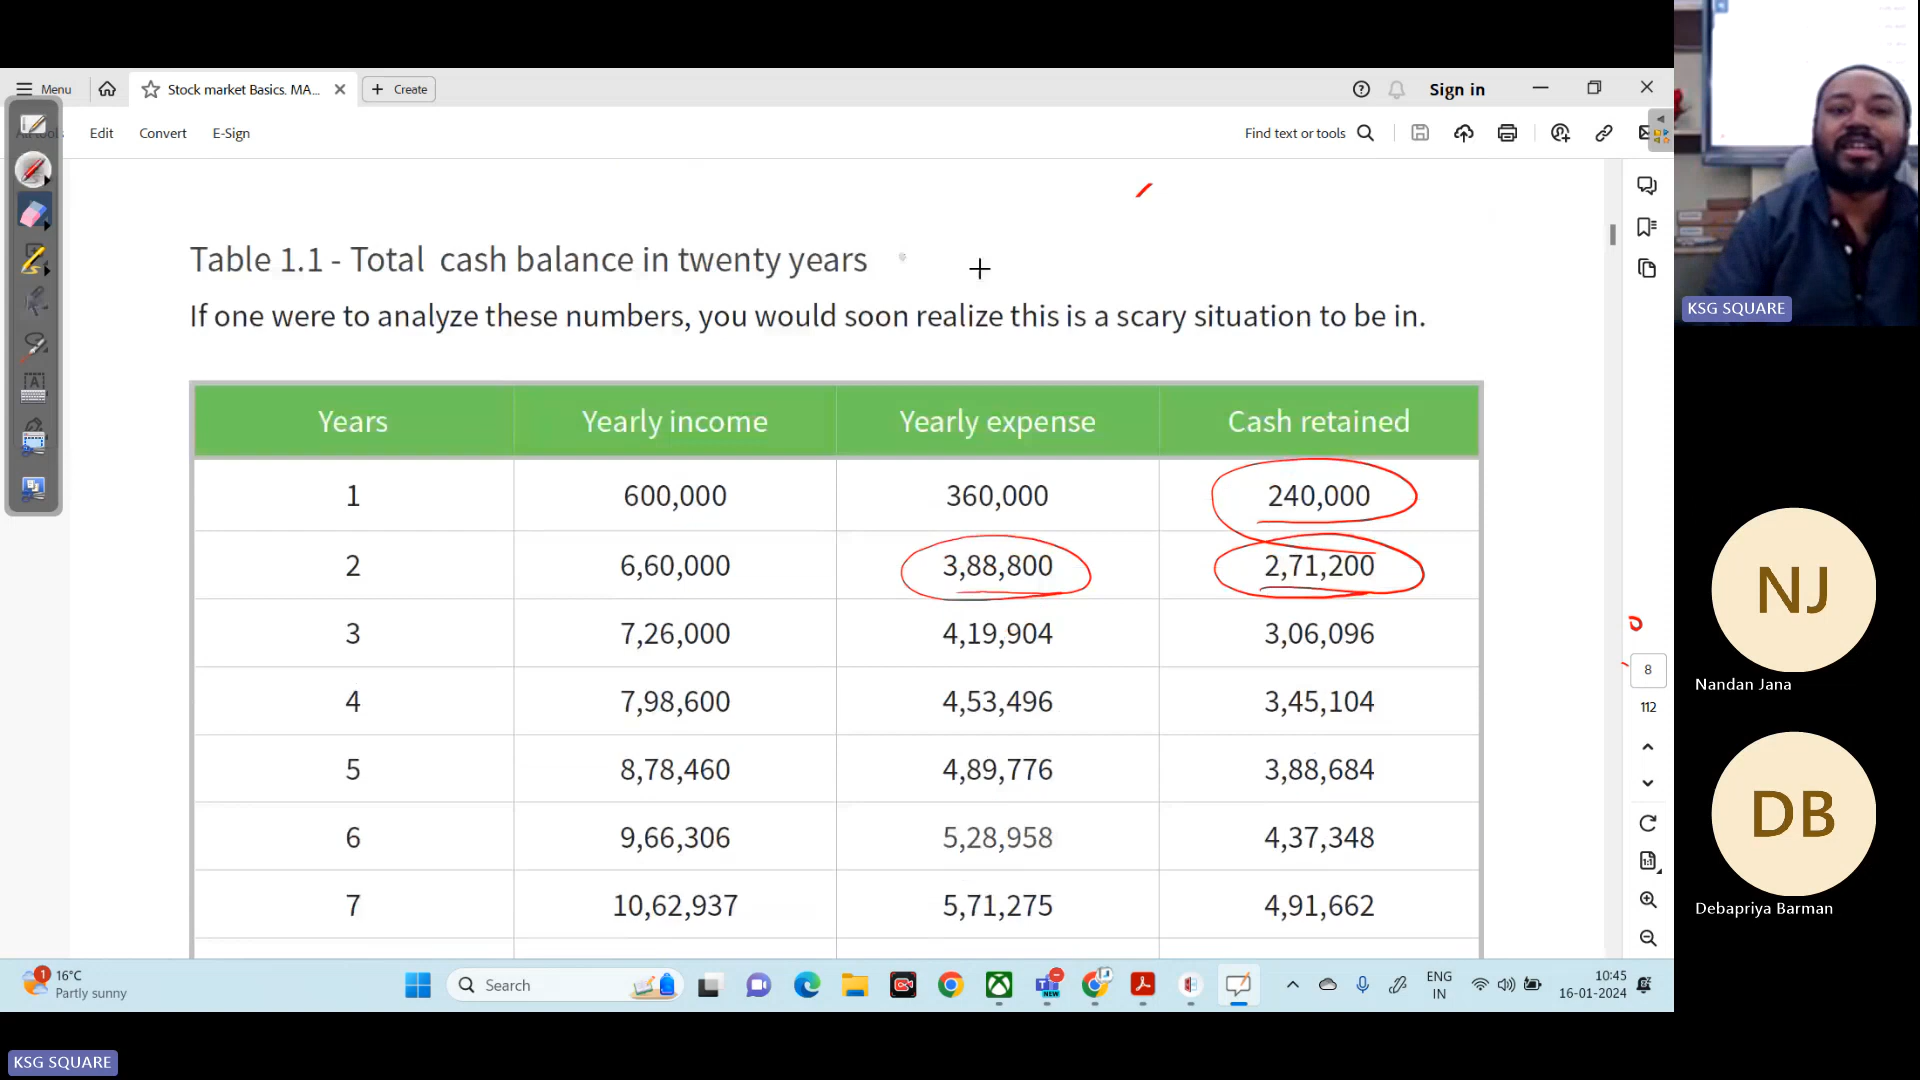 Menu
Stock market Basics. MA...
Create
Sign in
Edit
Convert
E-Sign
Find text or tools
KSG SQUARE
Table 1.1 - Total cash balance in twenty years
If one were to analyze these numbers, you would soon realize this is a scary situation to be in.
Years Yearly income Yearly expense Cash retained
1 600,000 360,000 240,000
2 6,60,000 3,88,800 2,71,200
3 7,26,000 4,19,904 3,06,096
4 7,98,600 4,53,496 3,45,104
5 8,78,460 4,89,776 3,88,684
6 9,66,306 5,28,958 4,37,348
7 10,62,937 5,71,275 4,91,662
8
112
NJ
Nandan Jana
DB
Debapriya Barman
1
16°C
Partly sunny
Search
NEW
ENG
IN
10:45
16-01-2024
KSG SQUARE